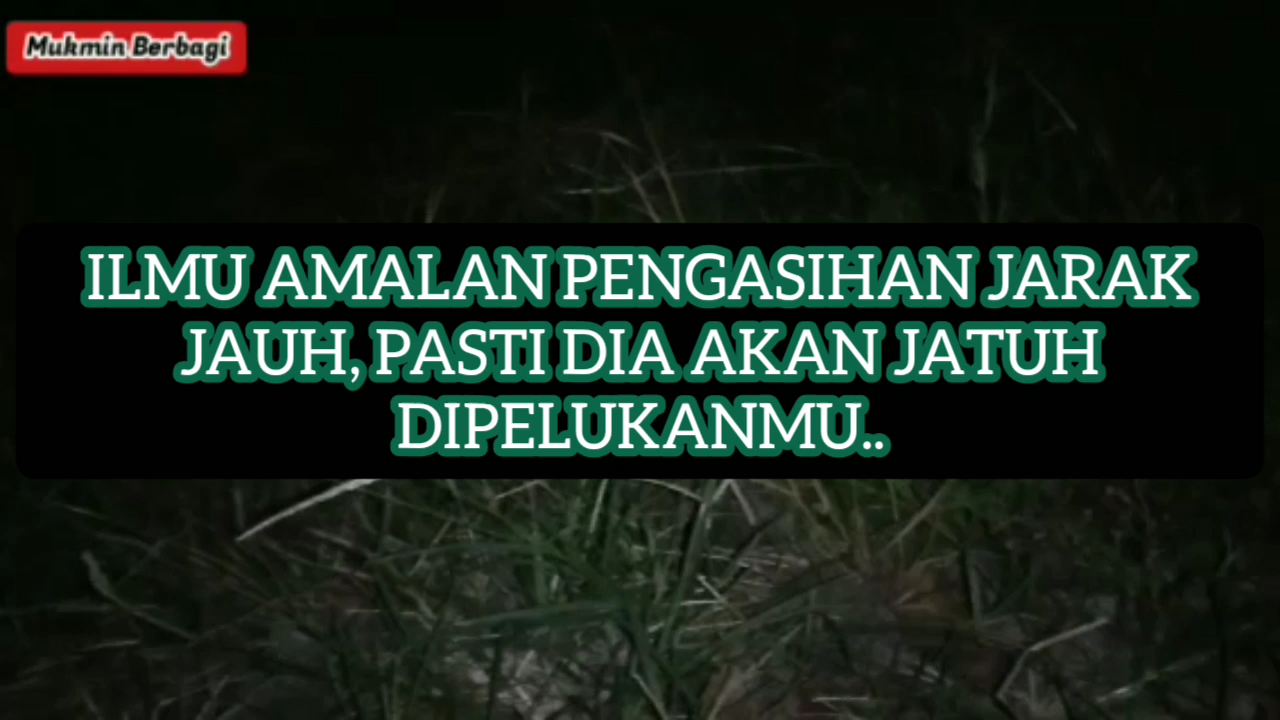 Mukmin Berbagi
ILMU AMALAN PENGASIHAN JARAK
JAUH, PASTI DIA AKAN JATUH
DIPELUKANMU..